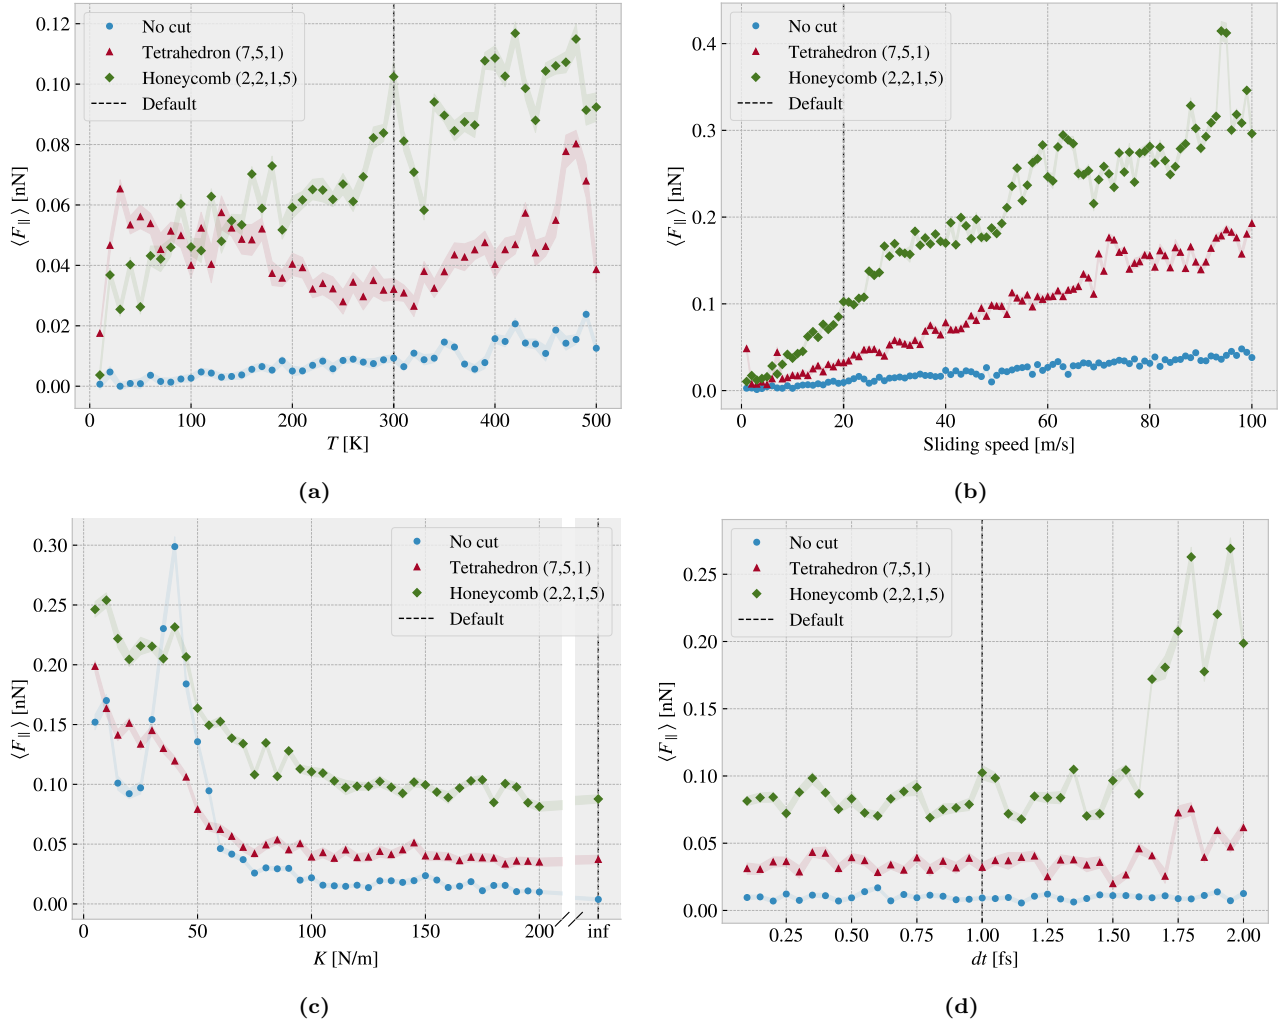 No cut
Tetrahedron (7,5,1)
Honeycomb (2,2,1,5)
Default
0.12
0.10
0.08
0.06
0.04
0.02
0.00
⟨F∥⟩ [nN]
0 100 200 300 400 500
T [K]
(a)
No cut
Tetrahedron (7,5,1)
Honeycomb (2,2,1,5)
Default
0.4
0.3
0.2
0.1
0.0
⟨F∥⟩ [nN]
0 20 40 60 80 100
Sliding speed [m/s]
(b)
No cut
Tetrahedron (7,5,1)
Honeycomb (2,2,1,5)
Default
0.30
0.25
0.20
0.15
0.10
0.05
0.00
⟨F∥⟩ [nN]
0 50 100 150 200 inf
K [N/m]
(c)
No cut
Tetrahedron (7,5,1)
Honeycomb (2,2,1,5)
Default
0.25
0.20
0.15
0.10
0.05
0.00
⟨F∥⟩ [nN]
0.25 0.50 0.75 1.00 1.25 1.50 1.75 2.00
dt [fs]
(d)